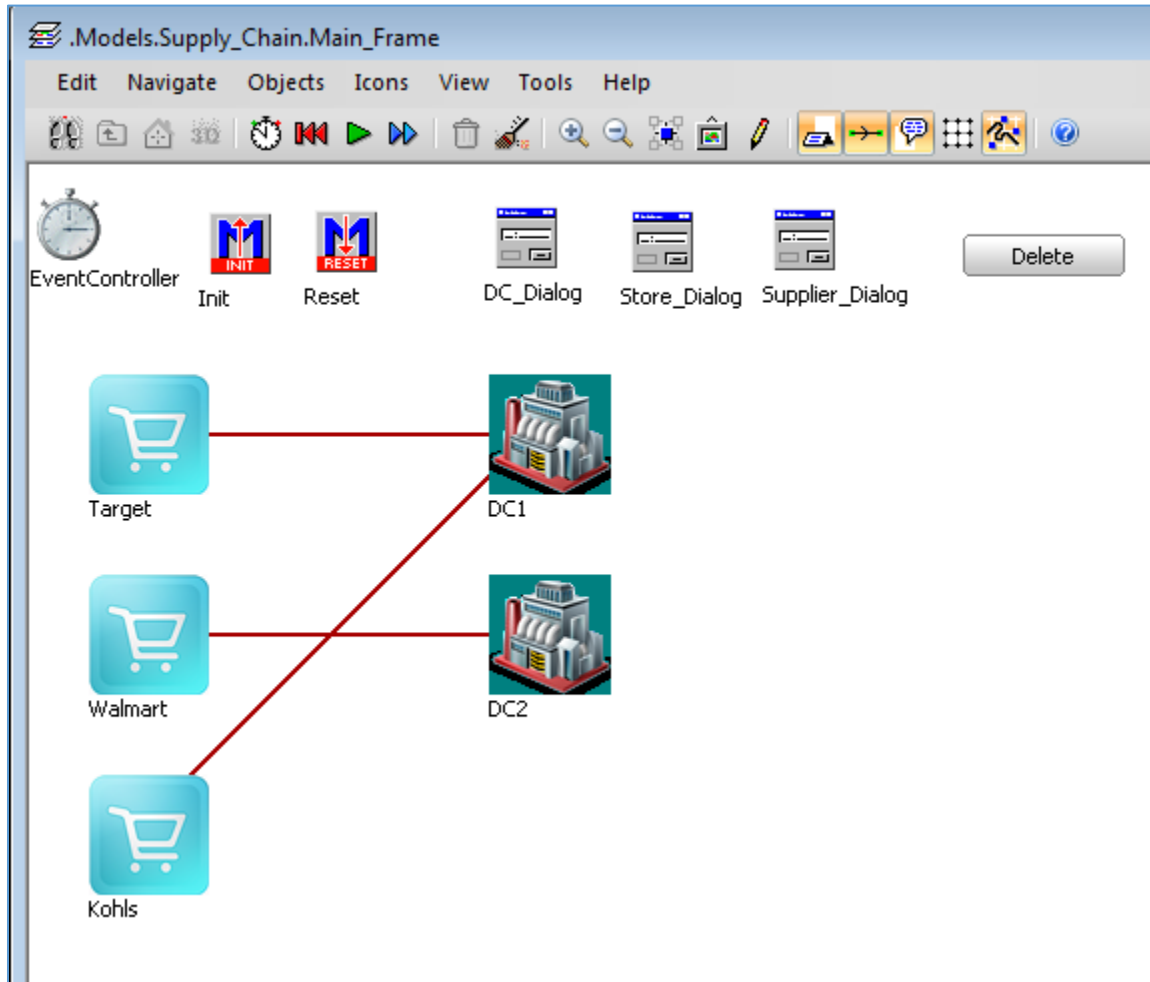 .Models.Supply_Chain.Main_Frame
Edit Navigate Objects Icons View Tools Help
3D
EventController
INIT
Init
RESET
Reset
DC_Dialog
Store_Dialog
Supplier_Dialog
Delete
Target
DC1
Walmart
DC2
Kohls